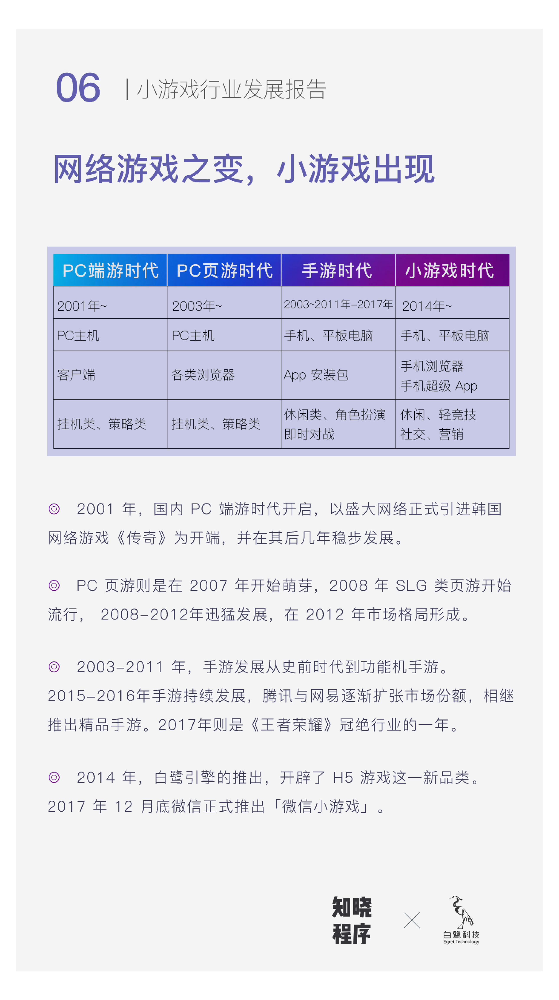 06
小游戏行业发展报告
网络游戏之变，小游戏出现
PC端游时代 PC页游时代 手游时代 小游戏时代
2001年~ 2003年~ 2003~2011年-2017年 2014年~
PC主机 PC主机 手机、平板电脑 手机、平板电脑
客户端 各类浏览器 App 安装包 手机浏览器
手机超级 App
挂机类、策略类 挂机类、策略类 休闲类、角色扮演
即时对战
休闲、轻竞技
社交、营销
◎ 2001 年，国内 PC 端游时代开启，以盛大网络正式引进韩国
网络游戏《传奇》为开端，并在其后几年稳步发展。
◎ PC 页游则是在 2007 年开始萌芽，2008 年 SLG 类页游开始
流行， 2008-2012年迅猛发展，在 2012 年市场格局形成。
◎ 2003-2011 年，手游发展从史前时代到功能机手游。
2015-2016年手游持续发展，腾讯与网易逐渐扩张市场份额，相继
推出精品手游。2017年则是《王者荣耀》冠绝行业的一年。
◎ 2014 年，白鹭引擎的推出，开辟了 H5 游戏这一新品类。
2017 年 12 月底微信正式推出「微信小游戏」。
知晓
程序
Egret
白鹭科技
Egret Technology